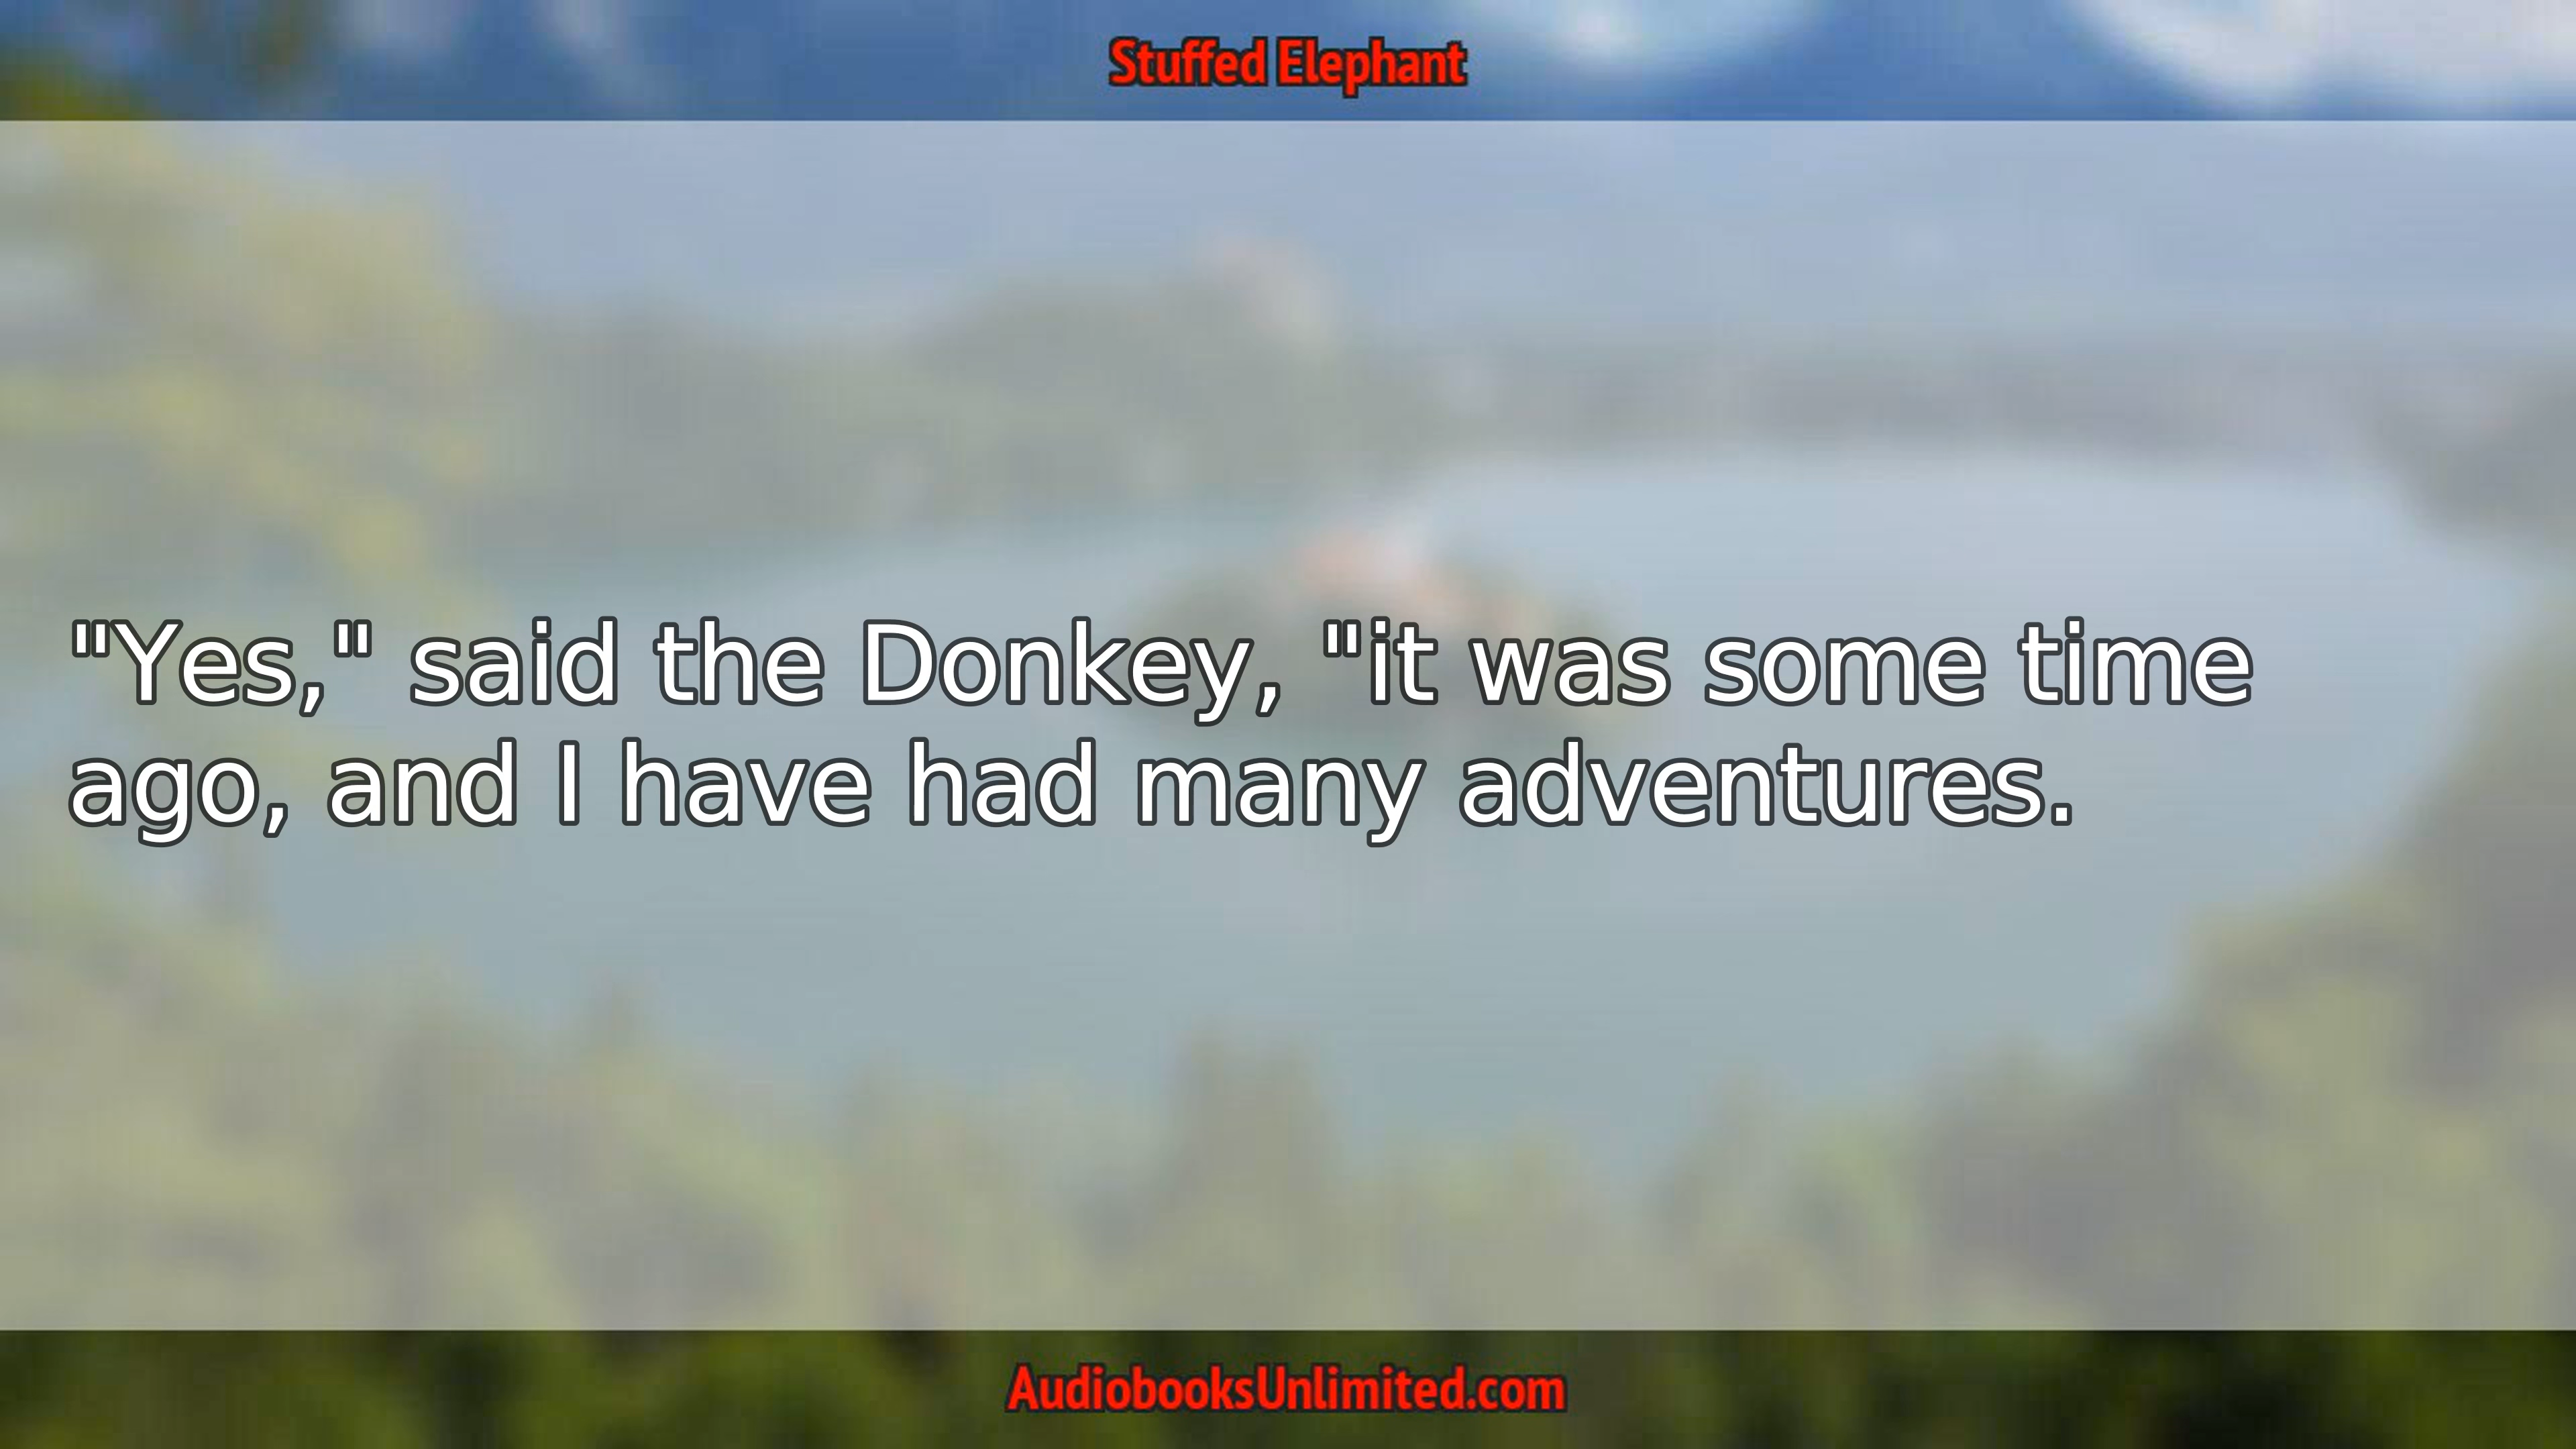 Stuffed Elephant
"Yes," said the Donkey, "it was some time
ago, and I have had many adventures.
AudiobooksUnlimited.com